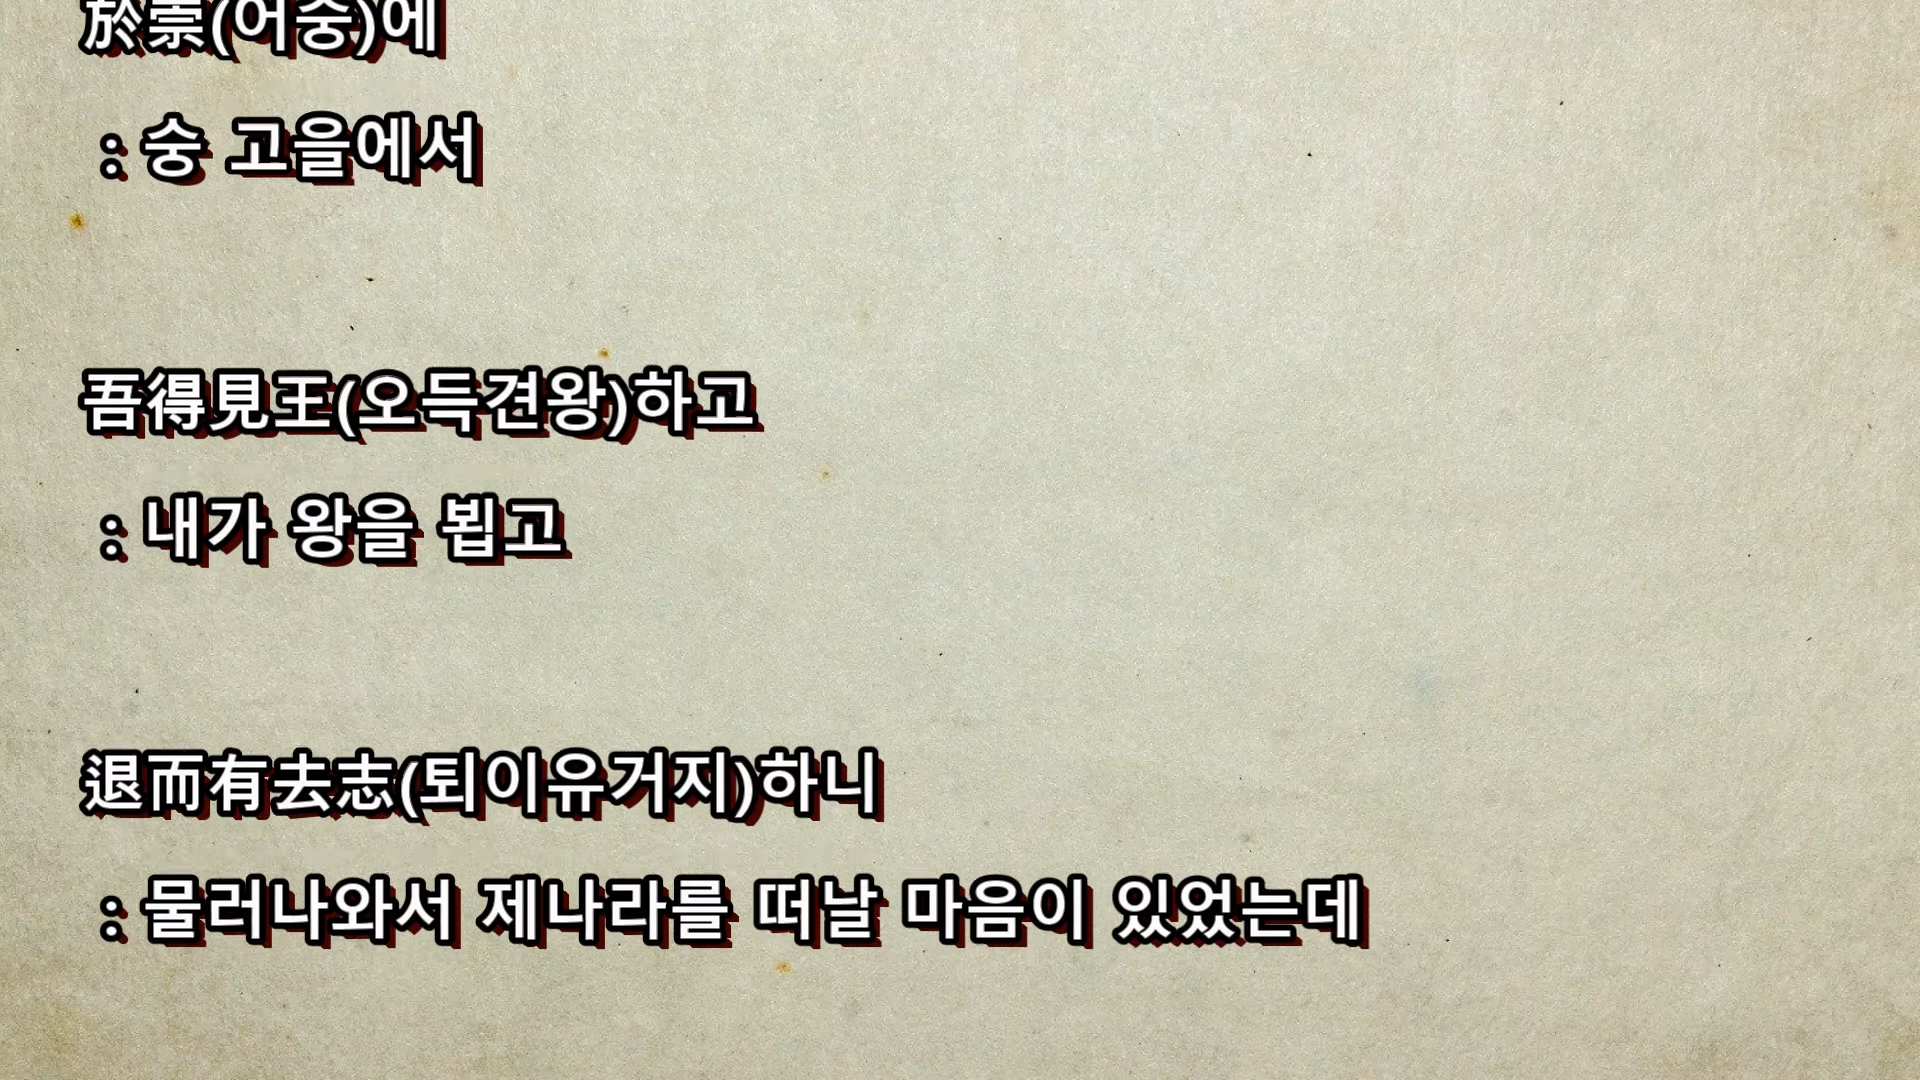 於崇(어숭)에
: 숭 고을에서
吾得見王(오득견왕)하고
: 내가 왕을 뵙고
退而有去志(퇴이유거지)하니
: 물러나와서 제나라를 떠날 마음이 있었는데